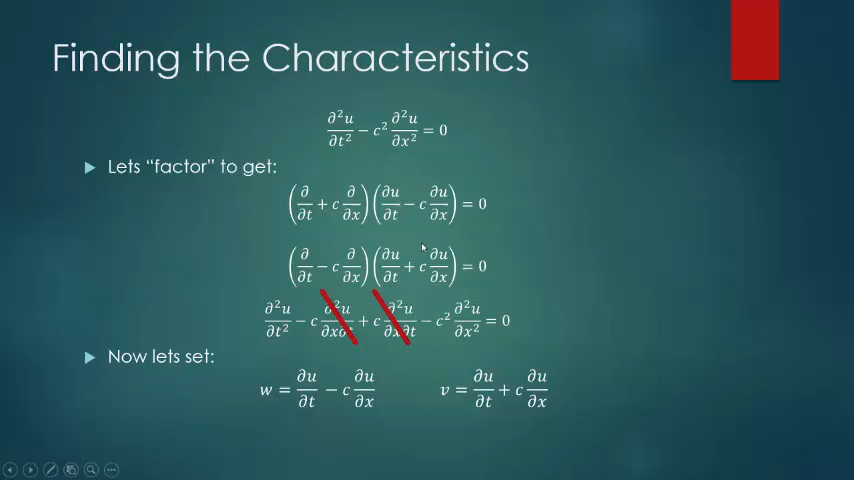 Finding the Characteristics
∂²u/∂t² − c² ∂²u/∂x² = 0
Lets “factor” to get:
(∂/∂t + c ∂/∂x)(∂u/∂t − c ∂u/∂x) = 0
(∂/∂t − c ∂/∂x)(∂u/∂t + c ∂u/∂x) = 0
∂²u/∂t² − c ∂²u/∂x∂t + c ∂²u/∂x∂t − c² ∂²u/∂x² = 0
Now lets set:
w = ∂u/∂t − c ∂u/∂x v = ∂u/∂t + c ∂u/∂x